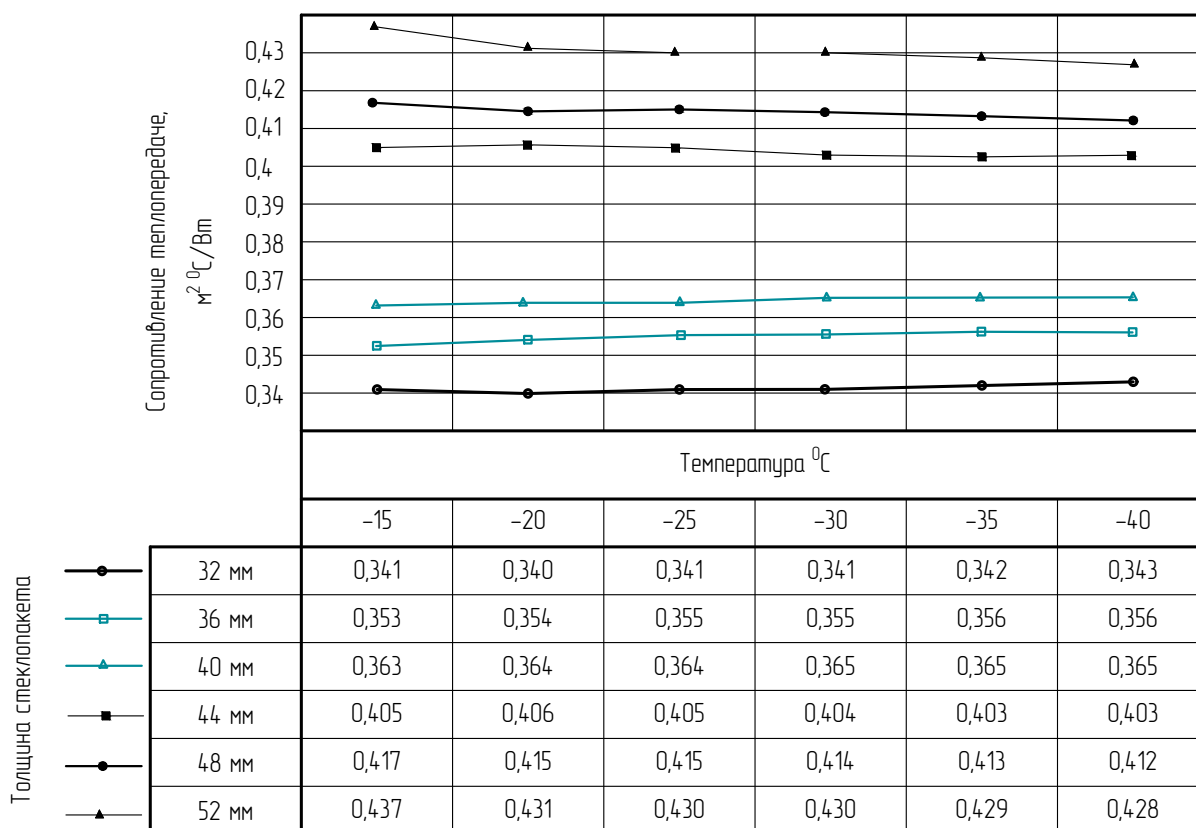 Сопротивление теплопередаче,
м² ⁰С/Вт
0,43
0,42
0,41
0,4
0,39
0,38
0,37
0,36
0,35
0,34
Температура ⁰С
−15 −20 −25 −30 −35 −40
Толщина стеклопакета
32 мм 0,341 0,340 0,341 0,341 0,342 0,343
36 мм 0,353 0,354 0,355 0,355 0,356 0,356
40 мм 0,363 0,364 0,364 0,365 0,365 0,365
44 мм 0,405 0,406 0,405 0,404 0,403 0,403
48 мм 0,417 0,415 0,415 0,414 0,413 0,412
52 мм 0,437 0,431 0,430 0,430 0,429 0,428